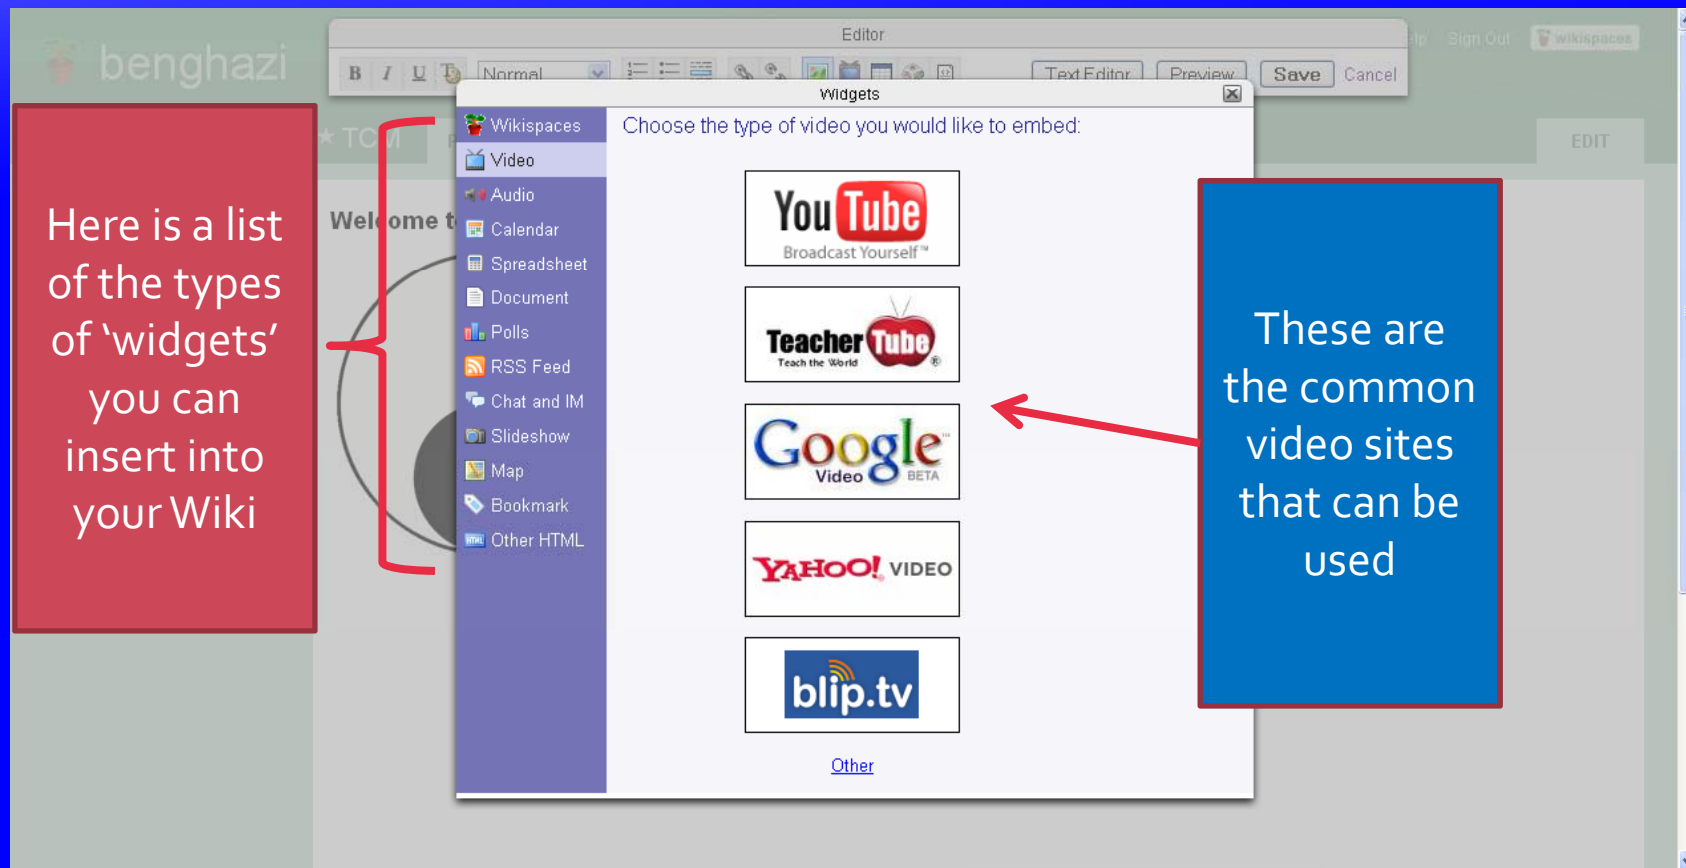 benghazi
Editor
Sign Out
wikispaces
B I U
Normal
Text Editor
Preview
Save
Cancel
Widgets
TCM
EDIT
Welcome
Wikispaces
Video
Audio
Calendar
Spreadsheet
Document
Polls
RSS Feed
Chat and IM
Slideshow
Map
Bookmark
HTML
Other HTML
Choose the type of video you would like to embed:
You Tube
Broadcast Yourself™
Teacher Tube®
Teach the World
Google™
Video BETA
YAHOO! VIDEO
blip.tv
Other
Here is a list
of the types
of ‘widgets’
you can
insert into
your Wiki
These are
the common
video sites
that can be
used